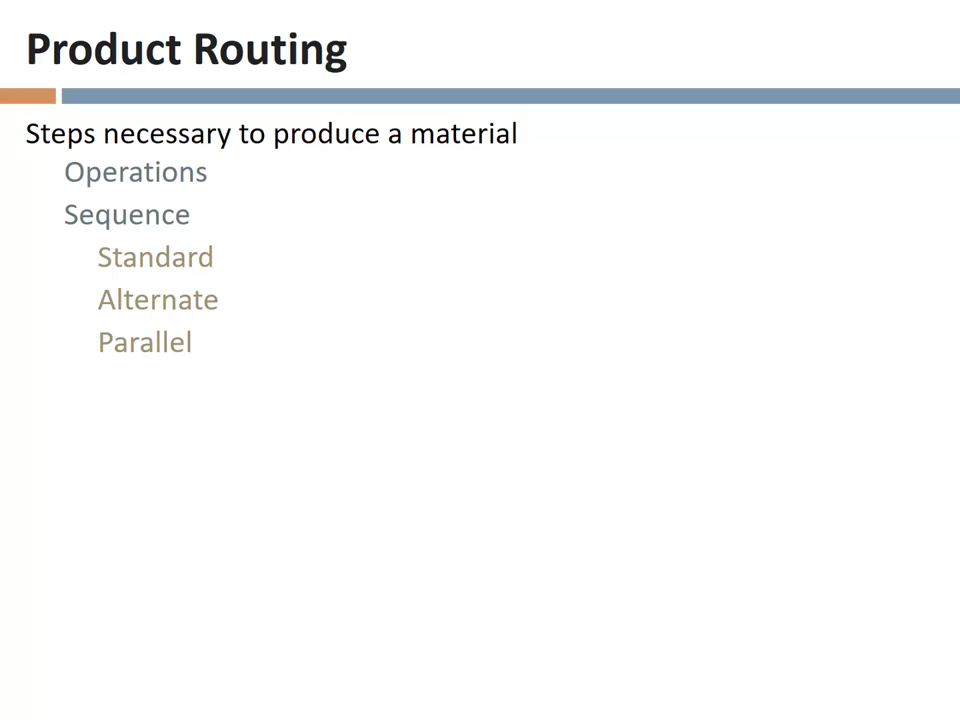 Product Routing
Steps necessary to produce a material
Operations
Sequence
Standard
Alternate
Parallel